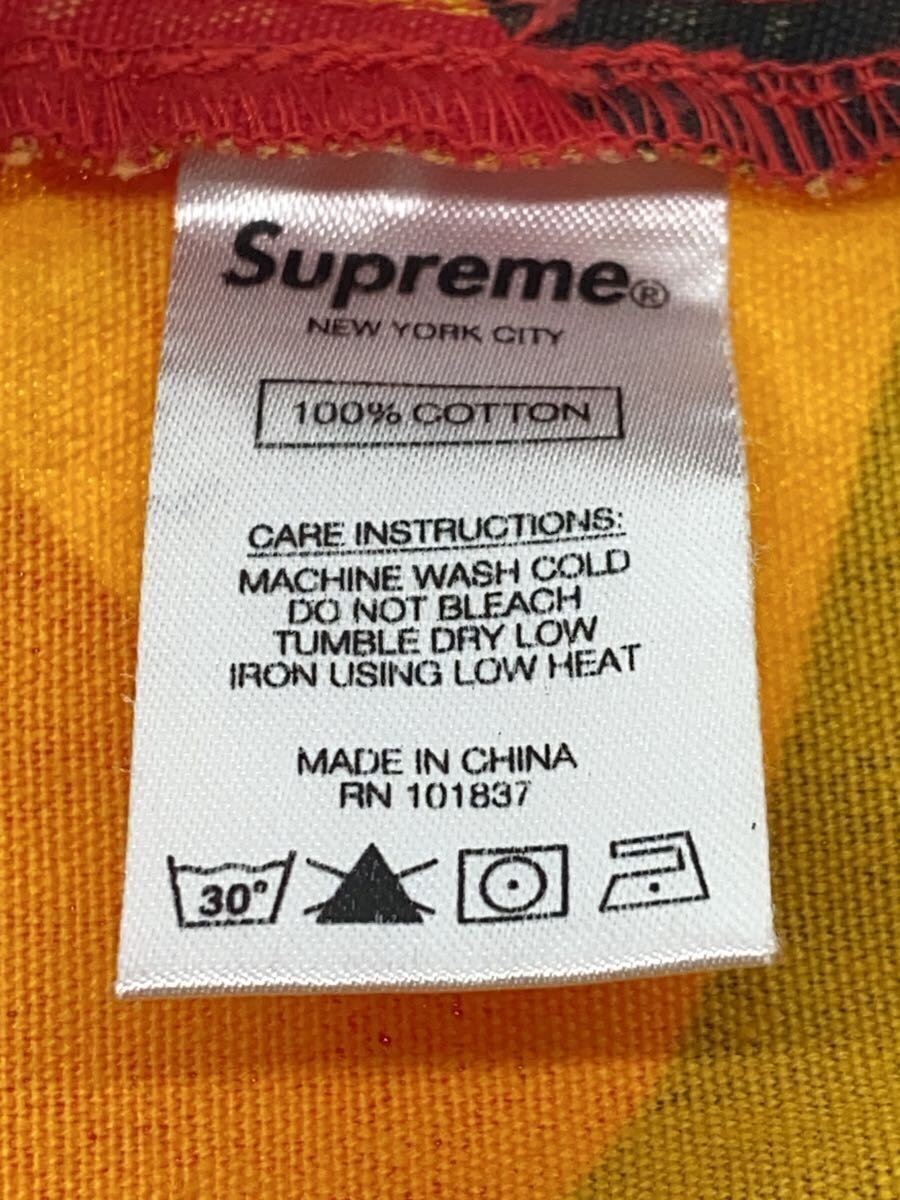 Supreme®
NEW YORK CITY
100% COTTON
CARE INSTRUCTIONS:
MACHINE WASH COLD
DO NOT BLEACH
TUMBLE DRY LOW
IRON USING LOW HEAT
MADE IN CHINA
RN 101837
30°